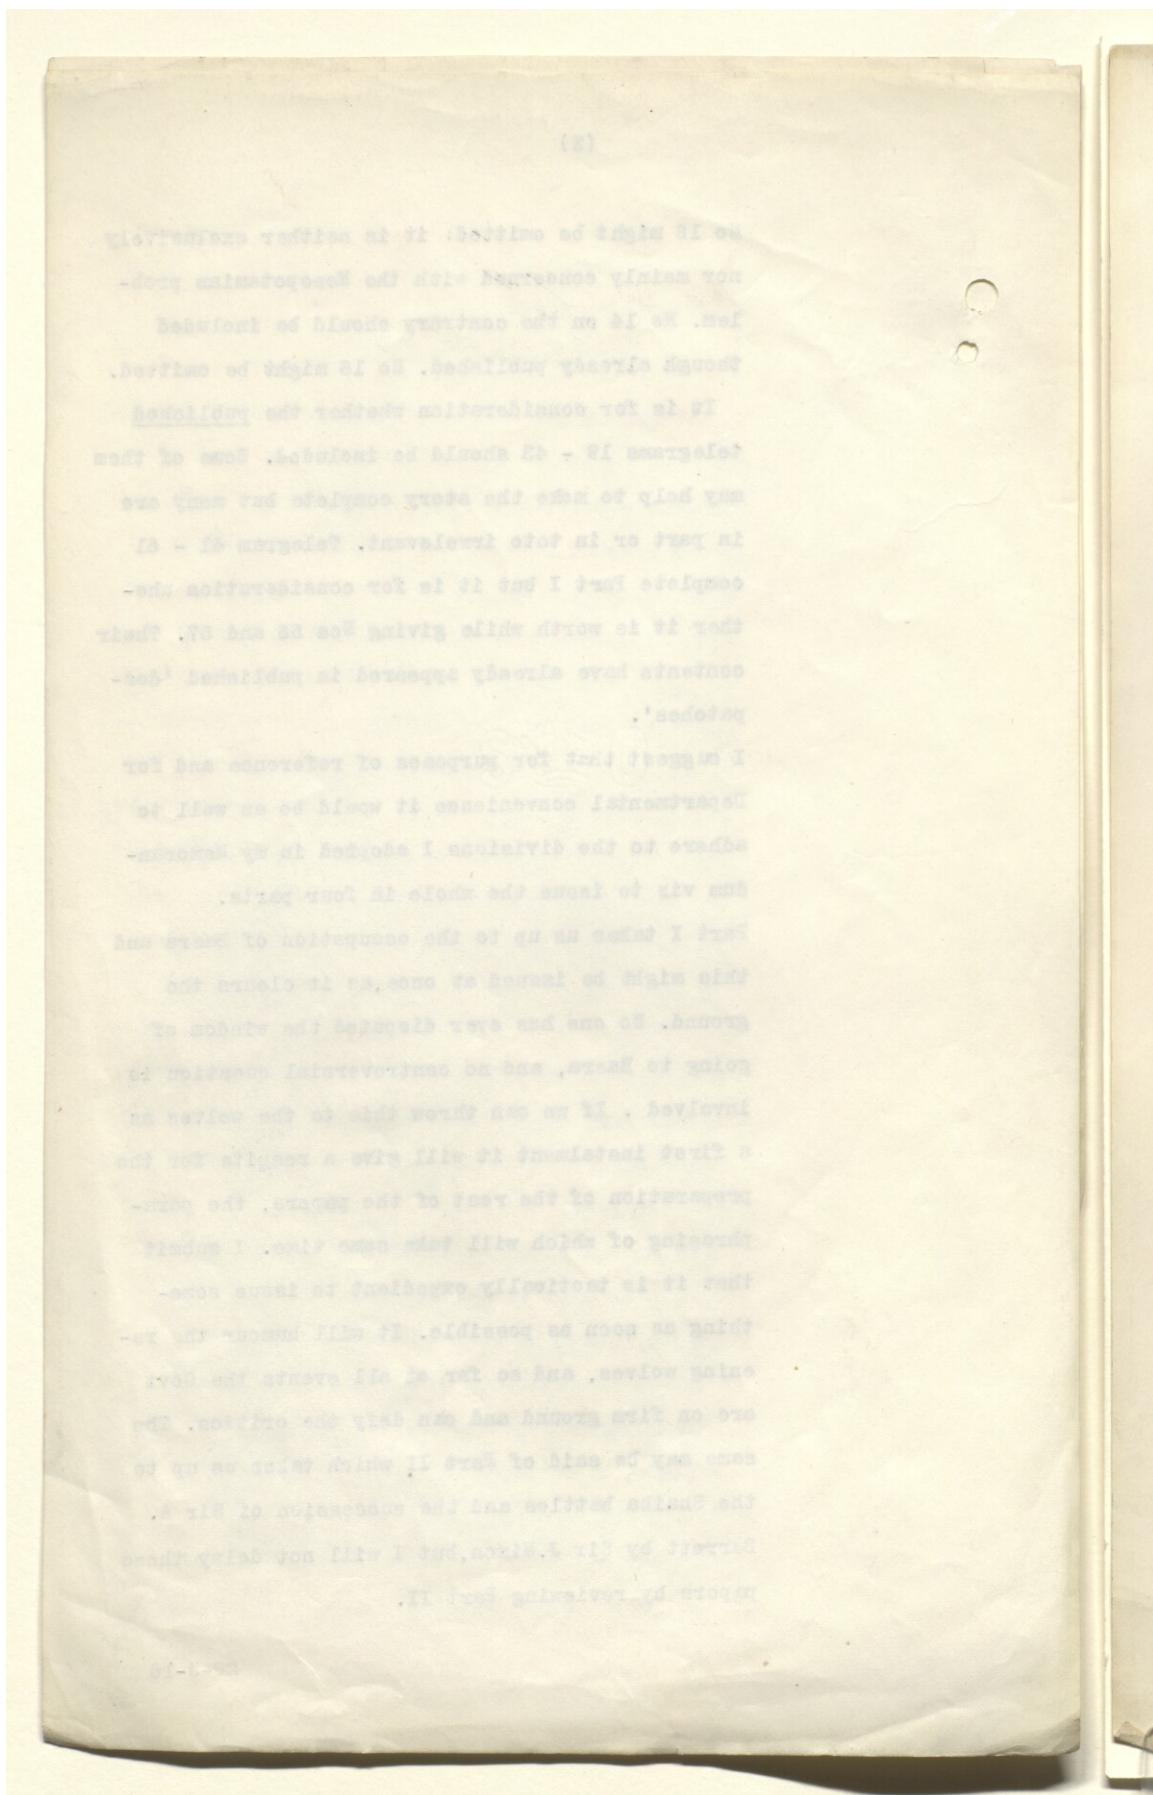 (2)
No 12 might be omitted: it is neither exclusively
nor mainly concerned with the Mesopotamian prob-
lem. No 14 on the contrary should be included
though already published. No 16 might be omitted.
It is for consideration whether the published
telegrams 19 - 43 should be included. Some of them
may help to make the story complete but many are
in part or in toto irrelevant. Telegram 41 - 61
complete Part I but it is for consideration whe-
ther it is worth while giving Nos 56 and 57. Their
contents have already appeared in published 'des-
patches'.
I suggest that for purposes of reference and for
Departmental convenience it would be as well to
adhere to the divisions I adopted in my Memoran-
dum viz to issue the whole in four parts.
Part I takes us up to the occupation of Basra and
this might be issued at once, as it clears the
ground. No one has ever disputed the wisdom of
going to Basra, and no controversial question is
involved . If we can throw this to the wolves as
a first instalment it will give a respite for the
preparation of the rest of the papers, the para-
phrasing of which will take some time. I submit
that it is tactically expedient to issue some-
thing as soon as possible. It will humour the ra-
ening wolves, and so far at all events the Govt
are on firm ground and can defy the critics. The
same may be said of Part II which takes us up to
the Shaiba battles and the succession of Sir A.
Barrett by Sir J.Nixon, but I will not delay these
papers by reviewing Part II.